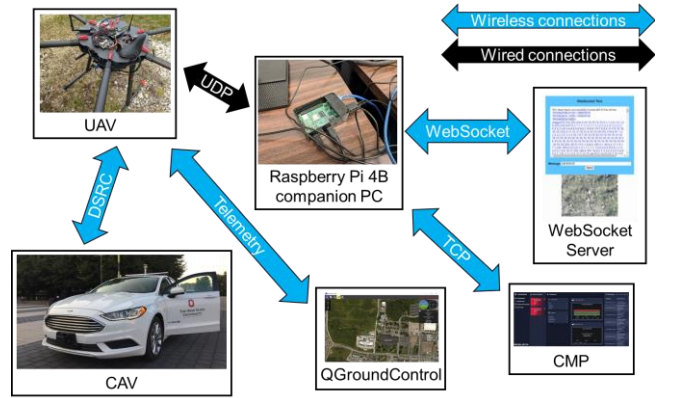 Wireless connections
Wired connections
UAV
UDP
Raspberry Pi 4B
companion PC
WebSocket
WebSocket
Server
DSRC
Telemetry
TCP
CAV
QGroundControl
CMP